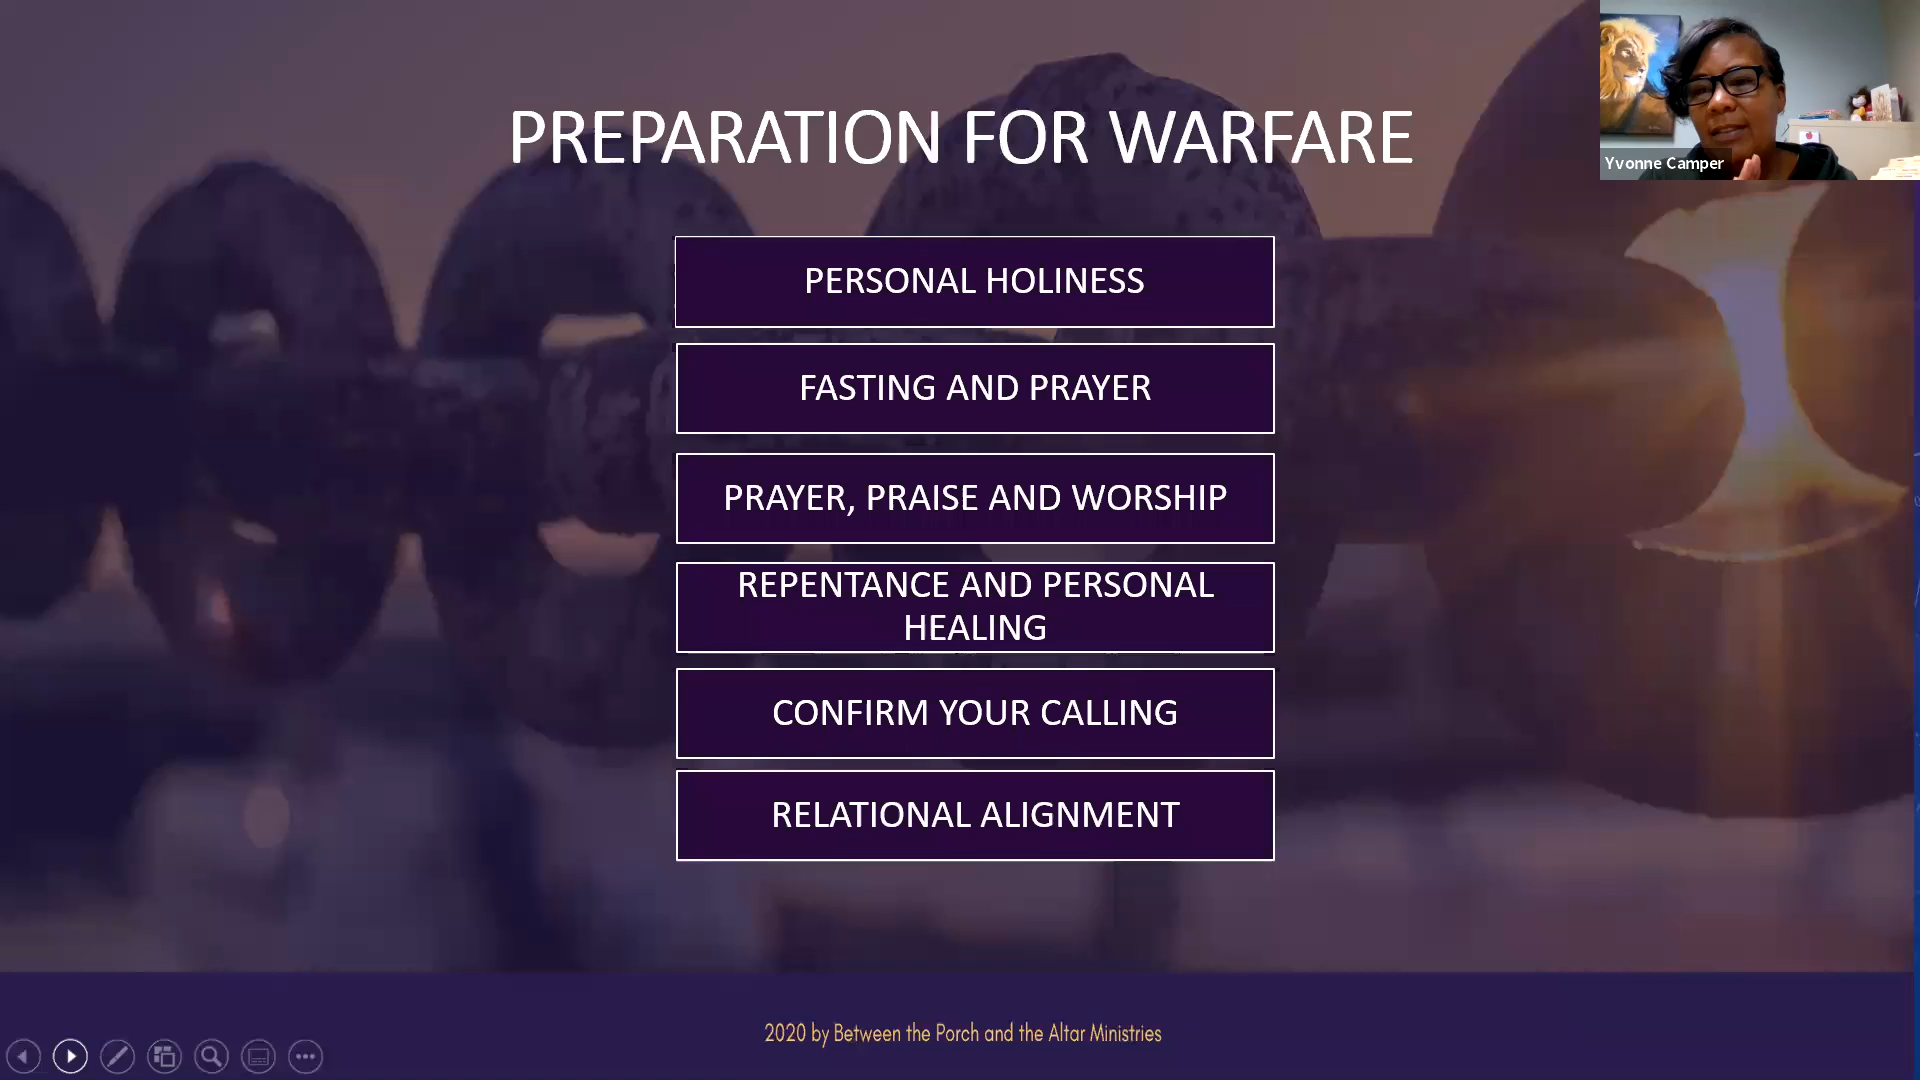 PREPARATION FOR WARFARE
Yvonne Camper
PERSONAL HOLINESS
FASTING AND PRAYER
PRAYER, PRAISE AND WORSHIP
REPENTANCE AND PERSONAL
HEALING
CONFIRM YOUR CALLING
RELATIONAL ALIGNMENT
2020 by Between the Porch and the Altar Ministries